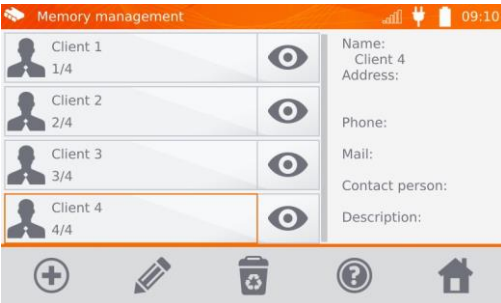 Memory management
09:10
Client 1
1/4
Client 2
2/4
Client 3
3/4
Client 4
4/4
Name:
Client 4
Address:
Phone:
Mail:
Contact person:
Description: